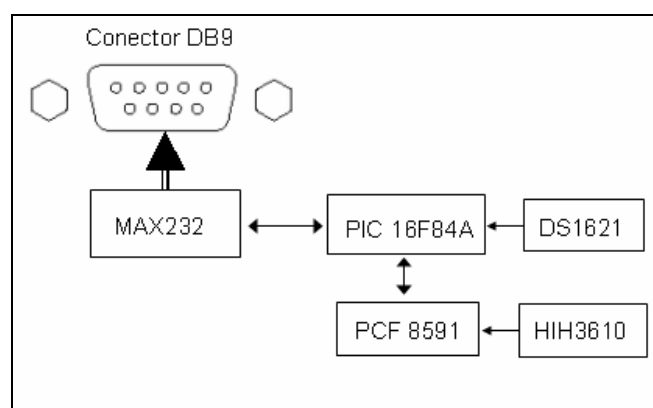 Conector DB9
MAX232
PIC 16F84A
DS1621
PCF 8591
HIH3610